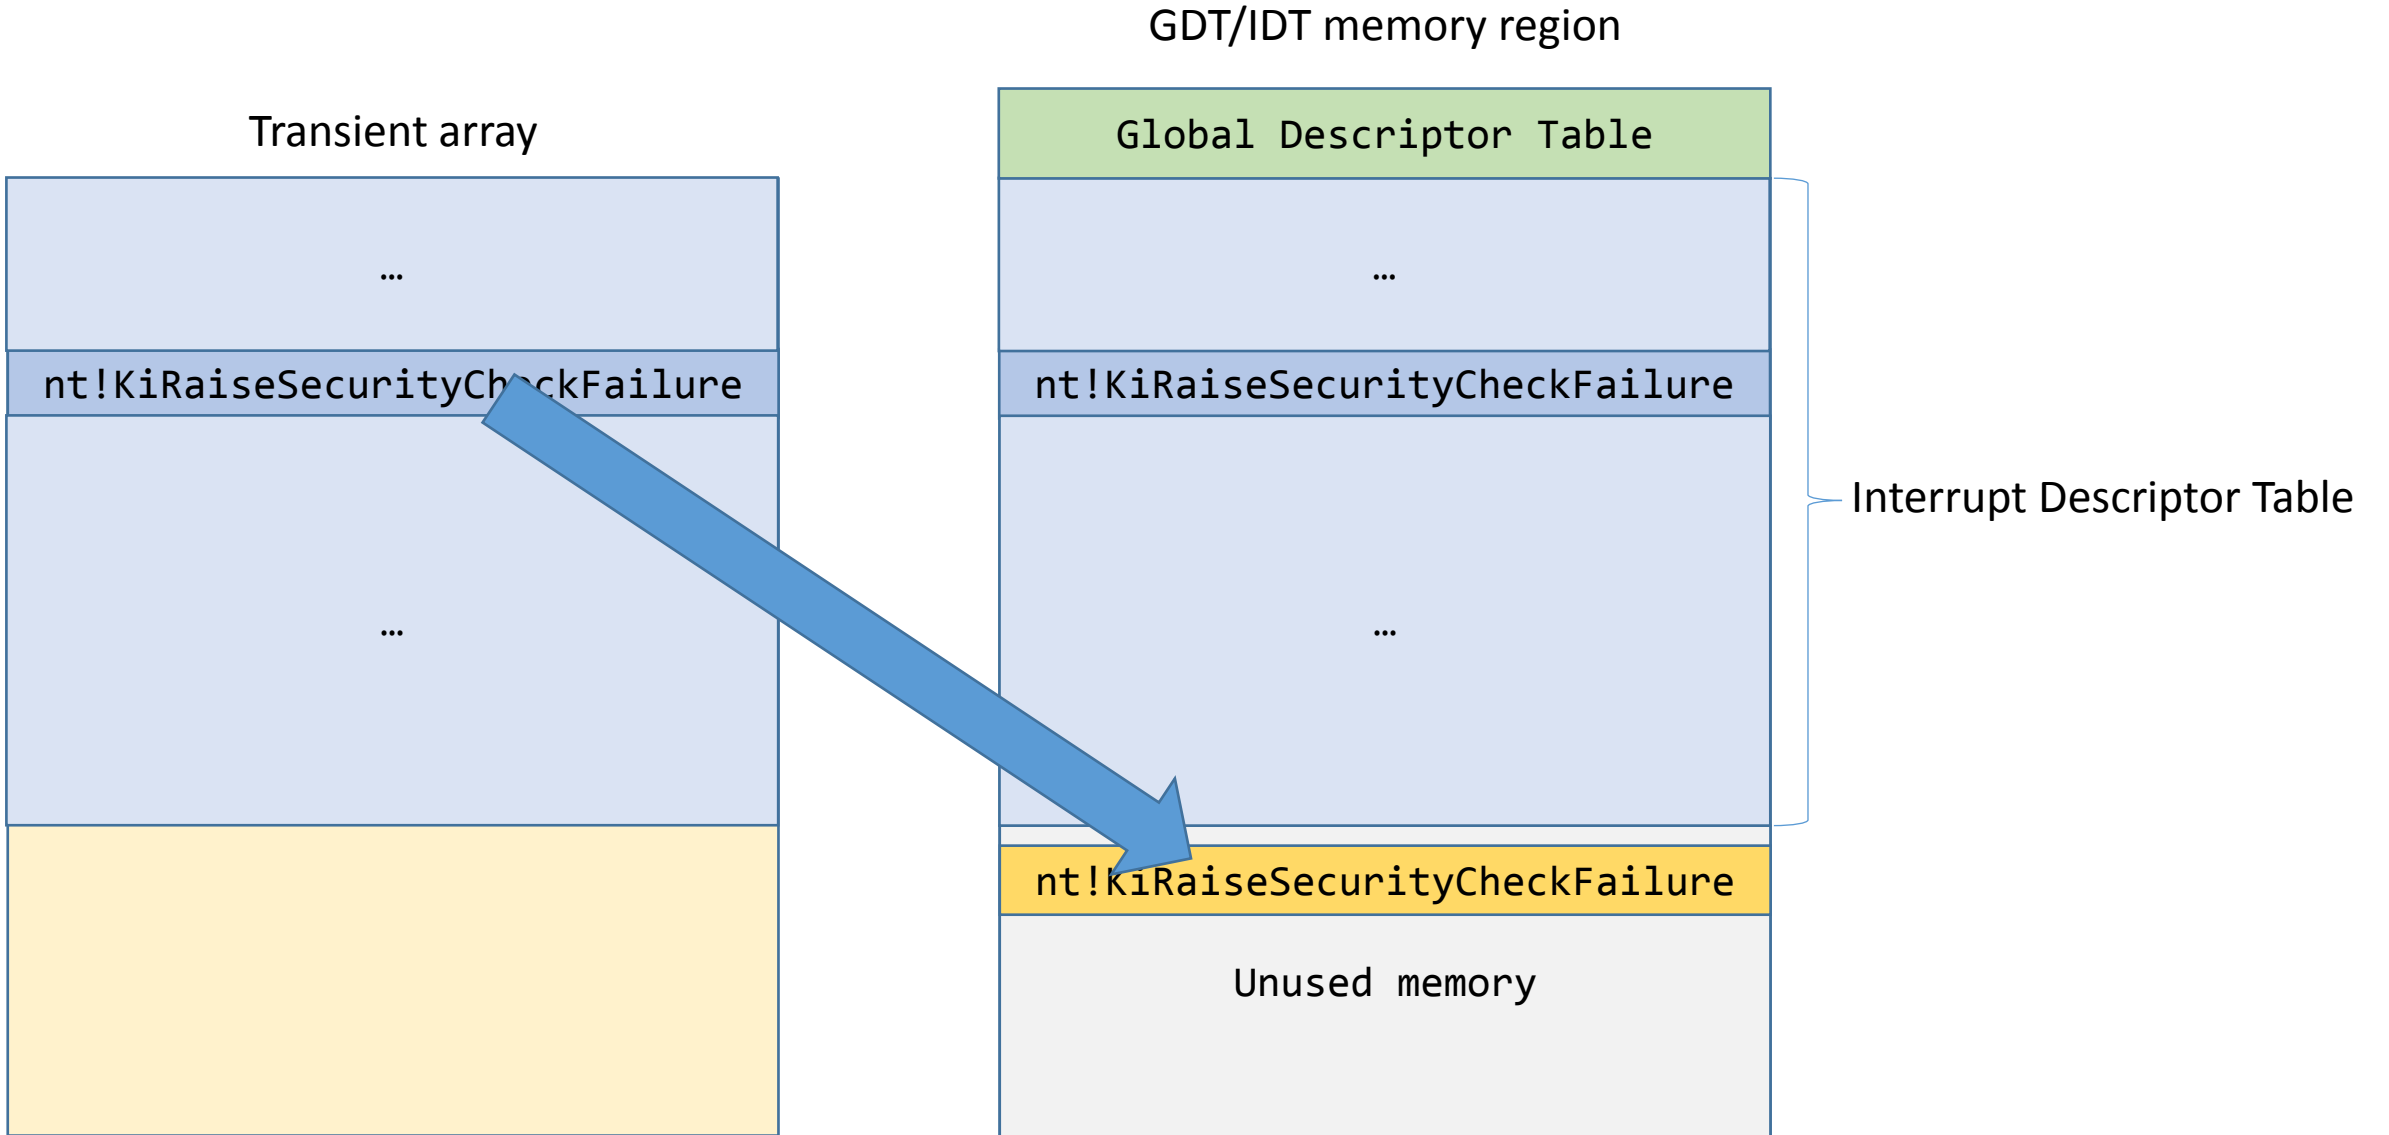 GDT/IDT memory region
Transient array
Global Descriptor Table
…
…
nt!KiRaiseSecurityCheckFailure
nt!KiRaiseSecurityCheckFailure
Interrupt Descriptor Table
…
…
nt!KiRaiseSecurityCheckFailure
Unused memory